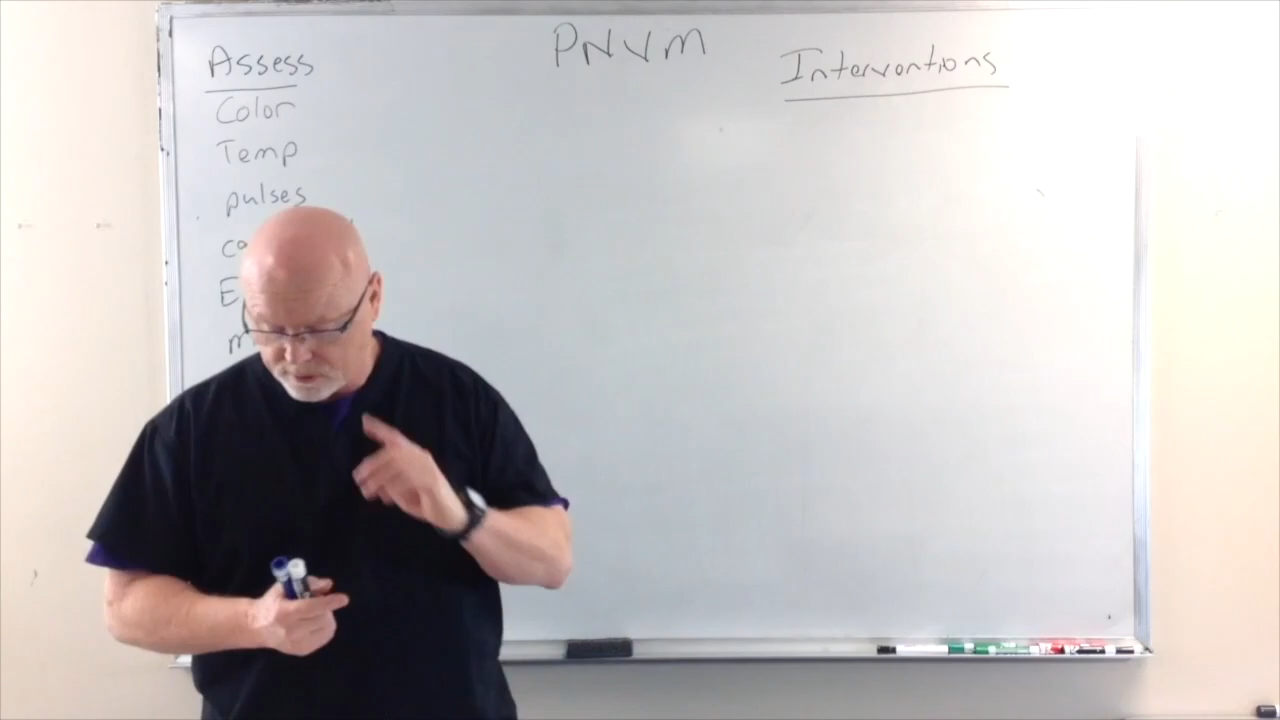 PNVM
Assess
Color
Temp
pulses
Interventions